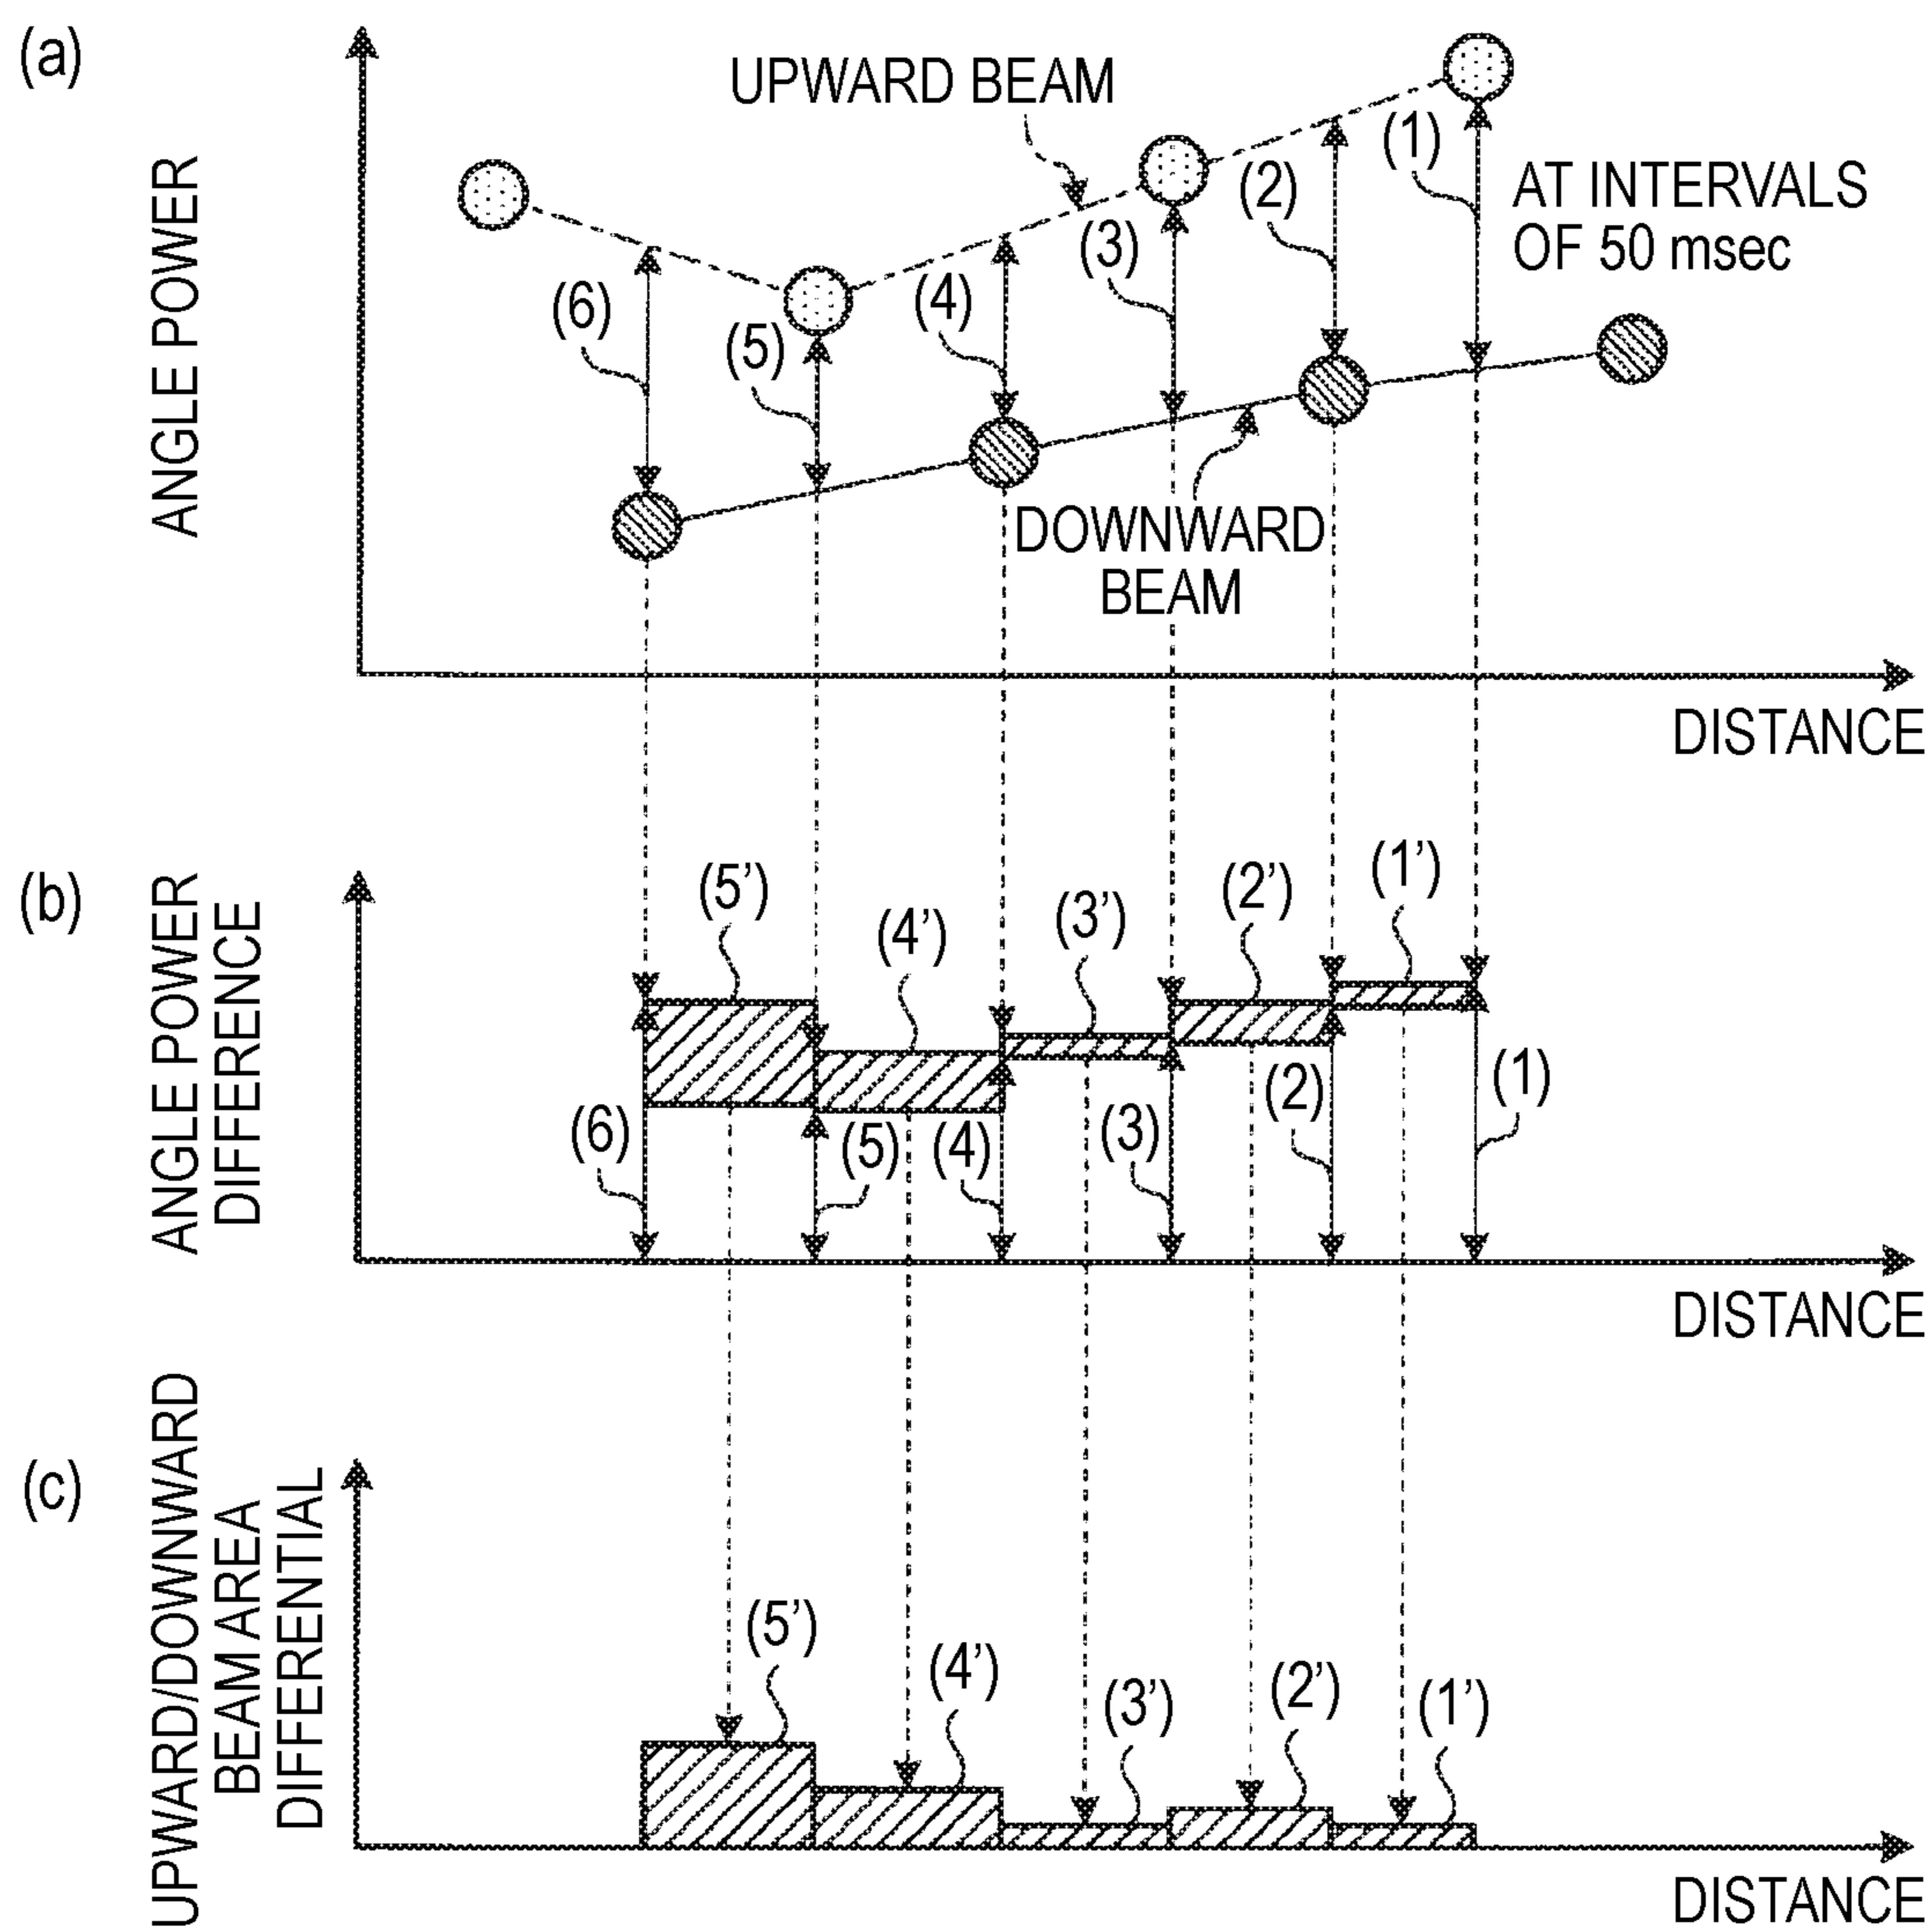 (a)
ANGLE POWER
UPWARD BEAM
(1)
(2)
(3)
(4)
(5)
(6)
AT INTERVALS
OF 50 msec
DOWNWARD
BEAM
DISTANCE
(b)
ANGLE POWER
DIFFERENCE
(5’)
(4’)
(3’)
(2’)
(1’)
(6)
(5)
(4)
(3)
(2)
(1)
DISTANCE
(c)
UPWARD/DOWNWARD
BEAM AREA
DIFFERENTIAL
(5’)
(4’)
(3’)
(2’)
(1’)
DISTANCE